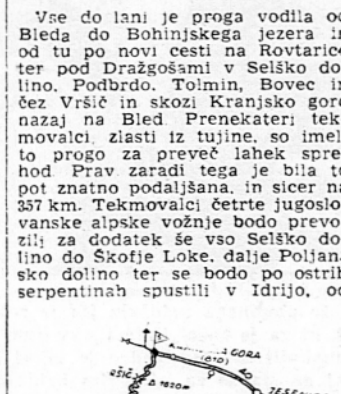 Vse do lani je proga vodila od
Bleda do Bohinjskega jezera in
od tu po novi cesti na Rovtarico
ter pod Dražgošami v Selško do-
lino, Podbrdo, Tolmin, Bovec in
čez Vršič in skozi Kranjsko goro
nazaj na Bled Prenekateri tek-
movalci, zlasti iz tujine, so imeli
to progo za preveč lahek spre-
hod Prav zaradi tega je bila to
pot znatno podaljšana, in sicer na
357 km. Tekmovalci četrte jugoslo-
vanske alpske vožnje bodo prevo-
zili za dodatek še vso Selško do-
lino do Škofje Loke, dalje Poljan-
sko dolino ter se bodo po ostrih
serpentinah spustili v Idrijo, od
GORA
(810)
40
RŠIČ